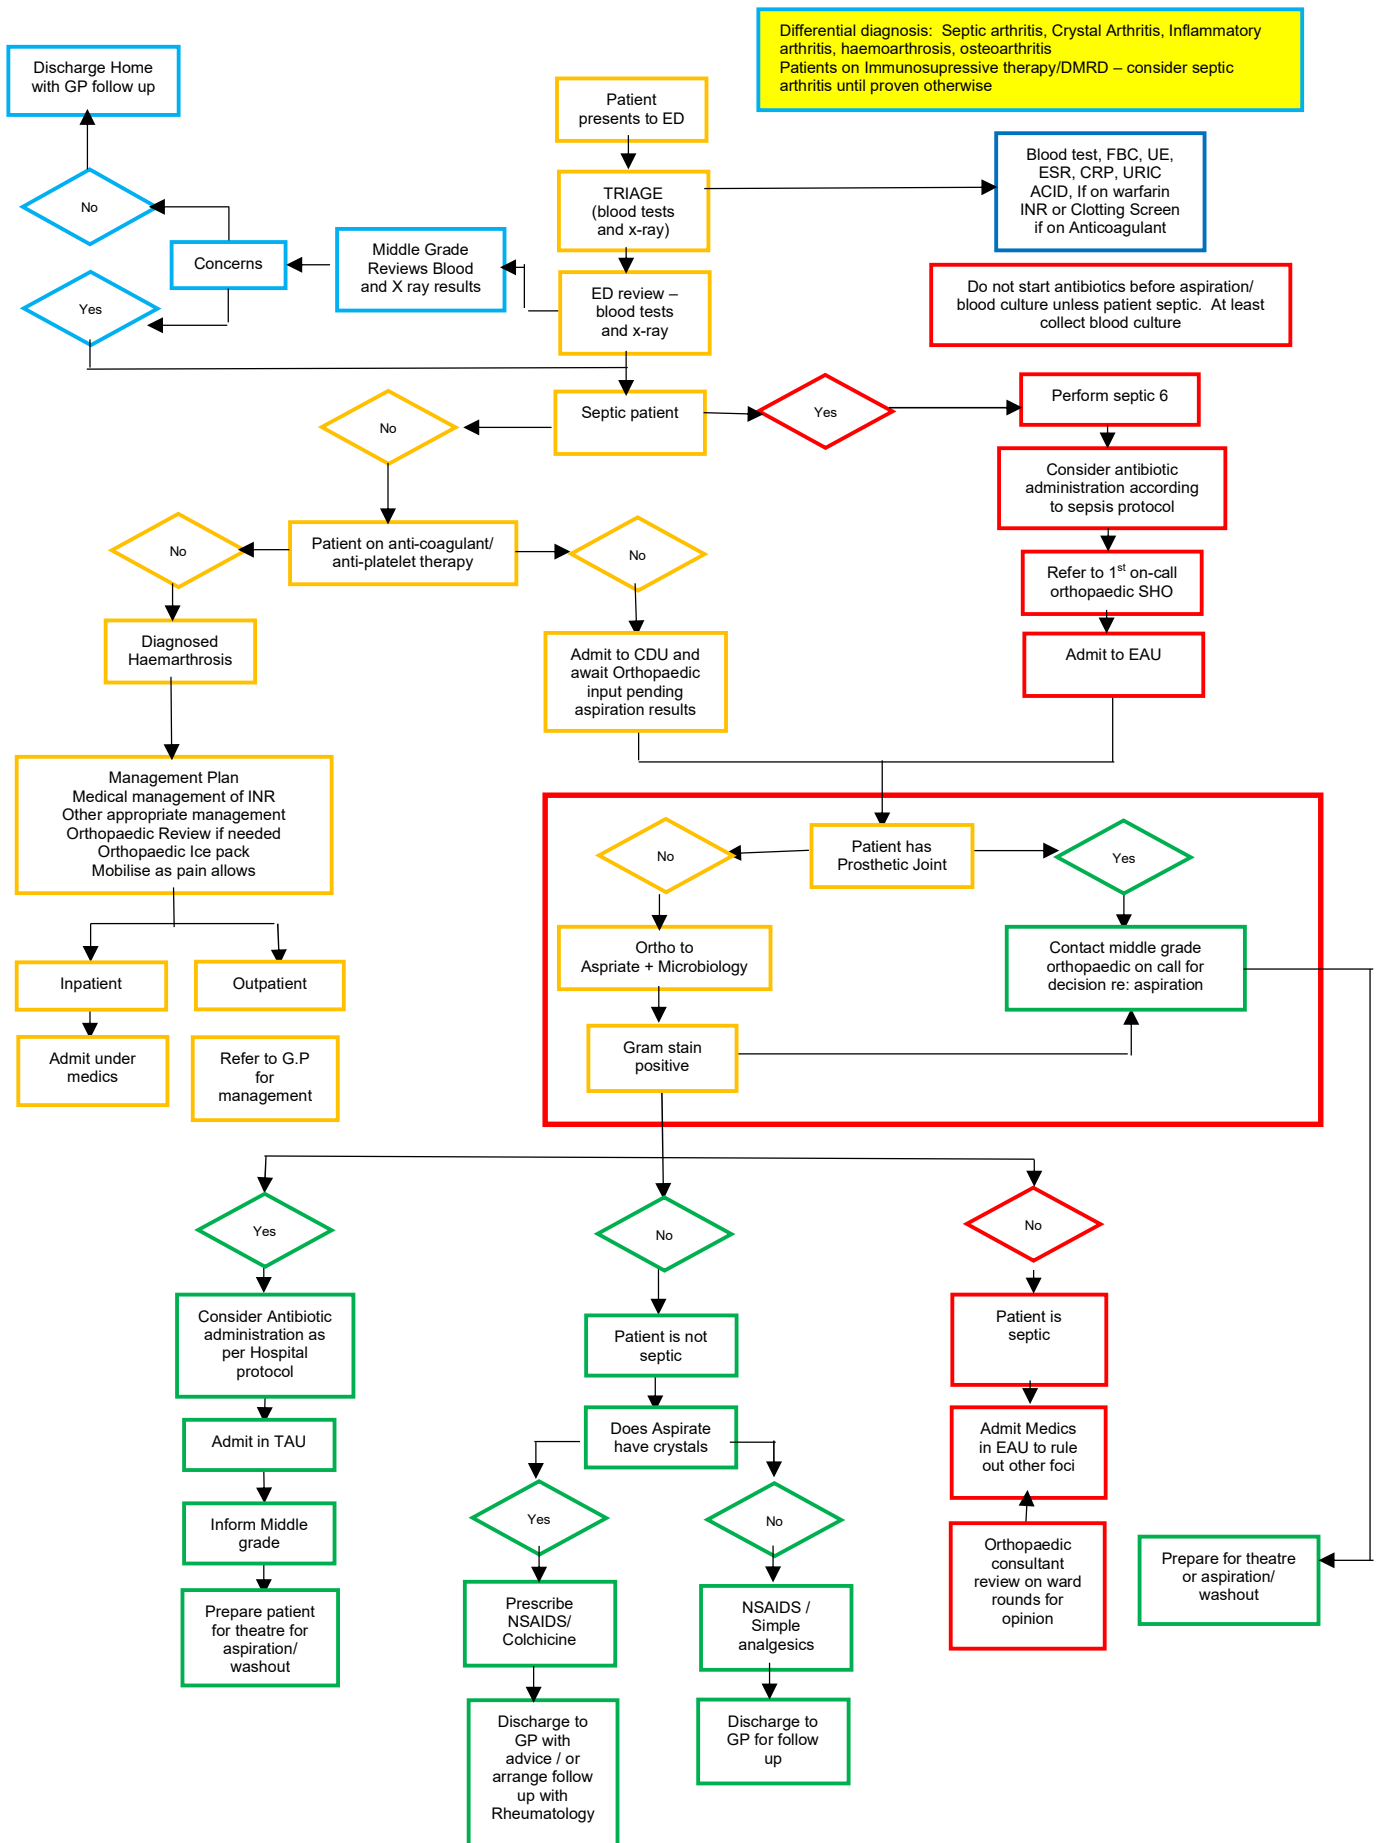 Differential diagnosis:  Septic arthritis, Crystal Arthritis, Inflammatory
arthritis, haemoarthrosis, osteoarthritis
Patients on Immunosupressive therapy/DMRD – consider septic
arthritis until proven otherwise
Discharge Home
with GP follow up
Patient
presents to ED
Blood test, FBC, UE,
ESR, CRP, URIC
ACID, If on warfarin
INR or Clotting Screen
if on Anticoagulant
TRIAGE
(blood tests
and x-ray)
No
Concerns
Middle Grade
Reviews Blood
and X ray results
Yes
ED review –
blood tests
and x-ray
Do not start antibiotics before aspiration/
blood culture unless patient septic.  At least
collect blood culture
Septic patient
No
Yes
Perform septic 6
Consider antibiotic
administration according
to sepsis protocol
No
Patient on anti-coagulant/
anti-platelet therapy
No
Refer to 1st on-call
orthopaedic SHO
Diagnosed
Haemarthrosis
Admit to CDU and
await Orthopaedic
input pending
aspiration results
Admit to EAU
Management Plan
Medical management of INR
Other appropriate management
Orthopaedic Review if needed
Orthopaedic Ice pack
Mobilise as pain allows
No
Patient has
Prosthetic Joint
Yes
Ortho to
Aspriate + Microbiology
Contact middle grade
orthopaedic on call for
decision re: aspiration
Inpatient
Outpatient
Gram stain
positive
Admit under
medics
Refer to G.P
for
management
Yes
No
No
Consider Antibiotic
administration as
per Hospital
protocol
Patient is not
septic
Patient is
septic
Admit in TAU
Does Aspirate
have crystals
Admit Medics
in EAU to rule
out other foci
Inform Middle
grade
Yes
No
Orthopaedic
consultant
review on ward
rounds for
opinion
Prepare for theatre
or aspiration/
washout
Prepare patient
for theatre for
aspiration/
washout
Prescribe
NSAIDS/
Colchicine
NSAIDS /
Simple
analgesics
Discharge to
GP with
advice / or
arrange follow
up with
Rheumatology
Discharge to
GP for follow
up